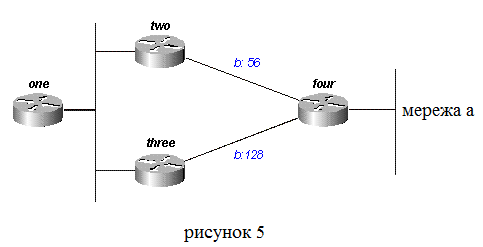 two
b: 56
one
four
мережа а
three
b:128
рисунок 5